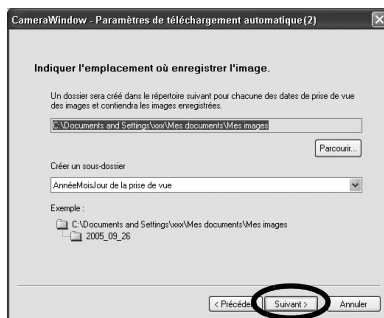 CameraWindow - Paramètres de téléchargement automatique(2)
Indiquer l'emplacement où enregistrer l'image.
Un dossier sera créé dans le répertoire suivant pour chacune des dates de prise de vue
des images et contiendra les images enregistrées.
C:\Documents and Settings\xxx\Mes documents\Mes images
Parcourir...
Créer un sous-dossier
AnnéeMoisJour de la prise de vue
Exemple :
C:\Documents and Settings\xxx\Mes documents\Mes images
2005_09_26
< Précéde Suivant > Annuler